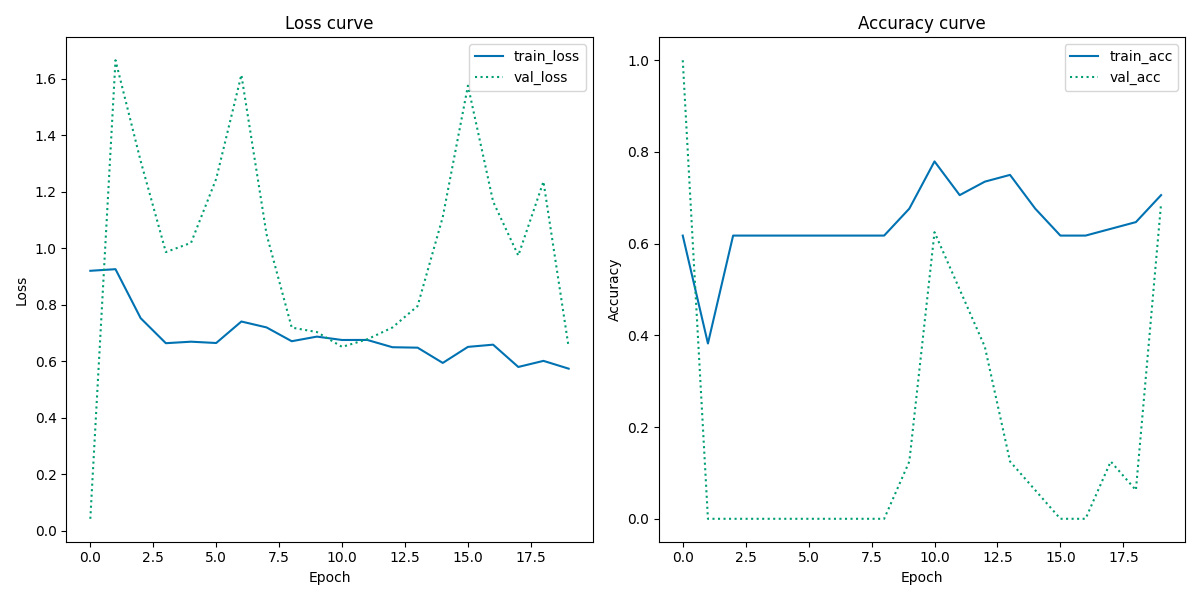 Loss curve
train_loss
val_loss
1.6
1.4
1.2
1.0
0.8
0.6
0.4
0.2
0.0
Loss
0.0 2.5 5.0 7.5 10.0 12.5 15.0 17.5
Epoch
Accuracy curve
train_acc
val_acc
1.0
0.8
0.6
0.4
0.2
0.0
Accuracy
0.0 2.5 5.0 7.5 10.0 12.5 15.0 17.5
Epoch